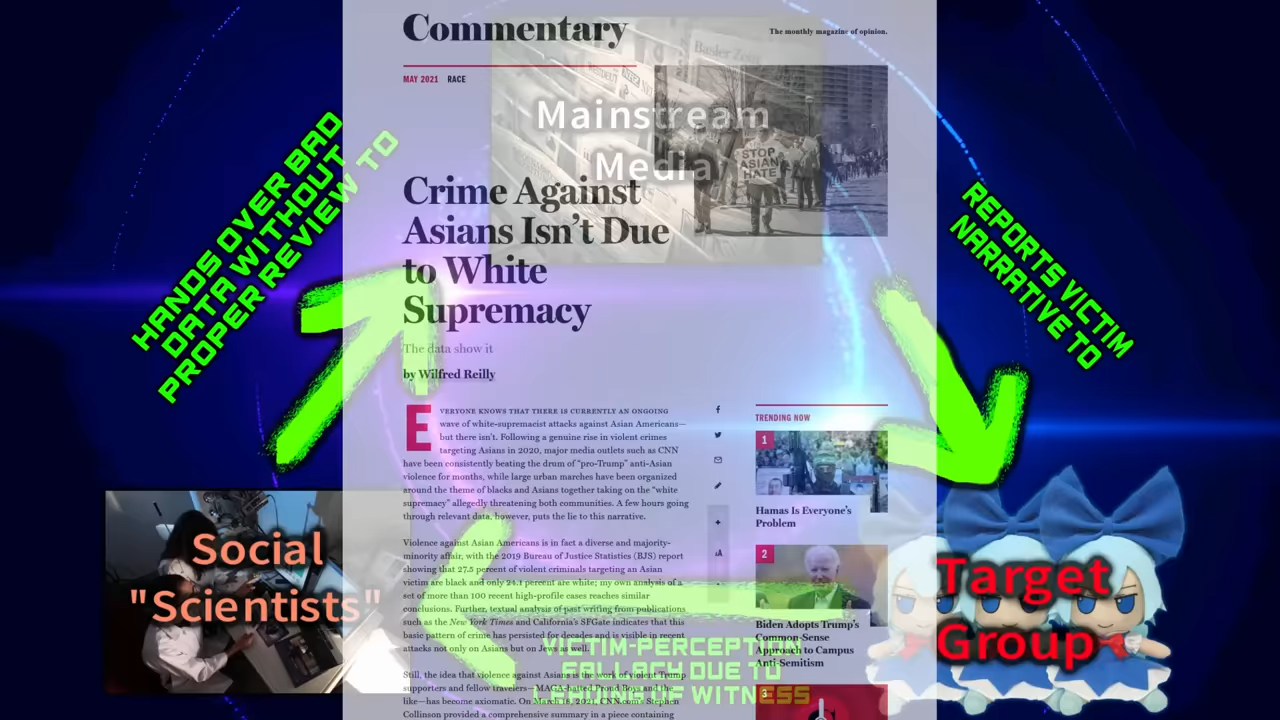 Commentary
The monthly magazine of opinion.
MAY 2021 RACE
Basler Zeitung
Mainstream
Media
STOP
ASIAN
HATE
HANDS OVER BAD
DATA WITHOUT
PROPER REVIEW TO
REPORTS VICTIM
NARRATIVE TO
Crime Against
Asians Isn't Due
to White
Supremacy
The data show it
by Wilfred Reilly
EVERYONE KNOWS THAT THERE IS CURRENTLY AN ONGOING
wave of white-supremacist attacks against Asian Americans—
but there isn't. Following a genuine rise in violent crimes
targeting Asians in 2020, major media outlets such as CNN
have been consistently beating the drum of "pro-Trump" anti-Asian
violence for months, while large urban marches have been organized
around the theme of blacks and Asians together taking on the "white
supremacy" allegedly threatening both communities. A few hours going
through relevant data, however, puts the lie to this narrative.
Violence against Asian Americans is in fact a diverse and majority-
minority affair, with the 2019 Bureau of Justice Statistics (BJS) report
showing that 27.5 percent of violent criminals targeting an Asian
victim are black and only 24.1 percent are white; my own analysis of a
set of more than 100 recent high-profile cases reaches similar
conclusions. Further, textual analysis of past writing from publications
such as the New York Times and California's SFGate indicates that this
basic pattern of crime has persisted for decades and is visible in recent
attacks not only on Asians but on Jews as well.
Still, the idea that violence against Asians is the work of violent Trump
supporters and fellow travelers—MAGA-hatted Proud Boys and the
like—has become axiomatic. On March 18, 2021, CNN.com's Stephen
Collinson provided a comprehensive summary in a piece containing
TRENDING NOW
1
Hamas Is Everyone's
Problem
2
Biden Adopts Trump's
Common-Sense
Approach to Campus
Anti-Semitism
3
Social
"Scientists"
Target
Group
VICTIM-PERCEPTION
FALLACY DUE TO
LEADING OF WITNESS